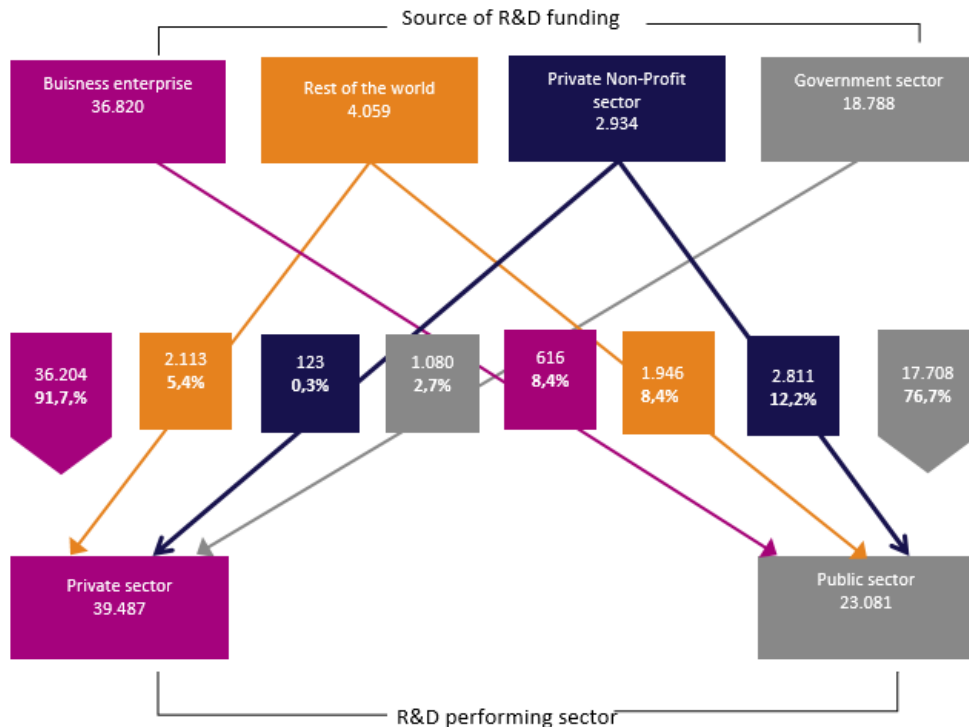 Source of R&D funding
Buisness enterprise
36.820
Rest of the world
4.059
Private Non-Profit
sector
2.934
Government sector
18.788
36.204
91,7,%
2.113
5,4%
123
0,3%
1.080
2,7%
616
8,4%
1.946
8,4%
2.811
12,2%
17.708
76,7%
Private sector
39.487
Public sector
23.081
R&D performing sector